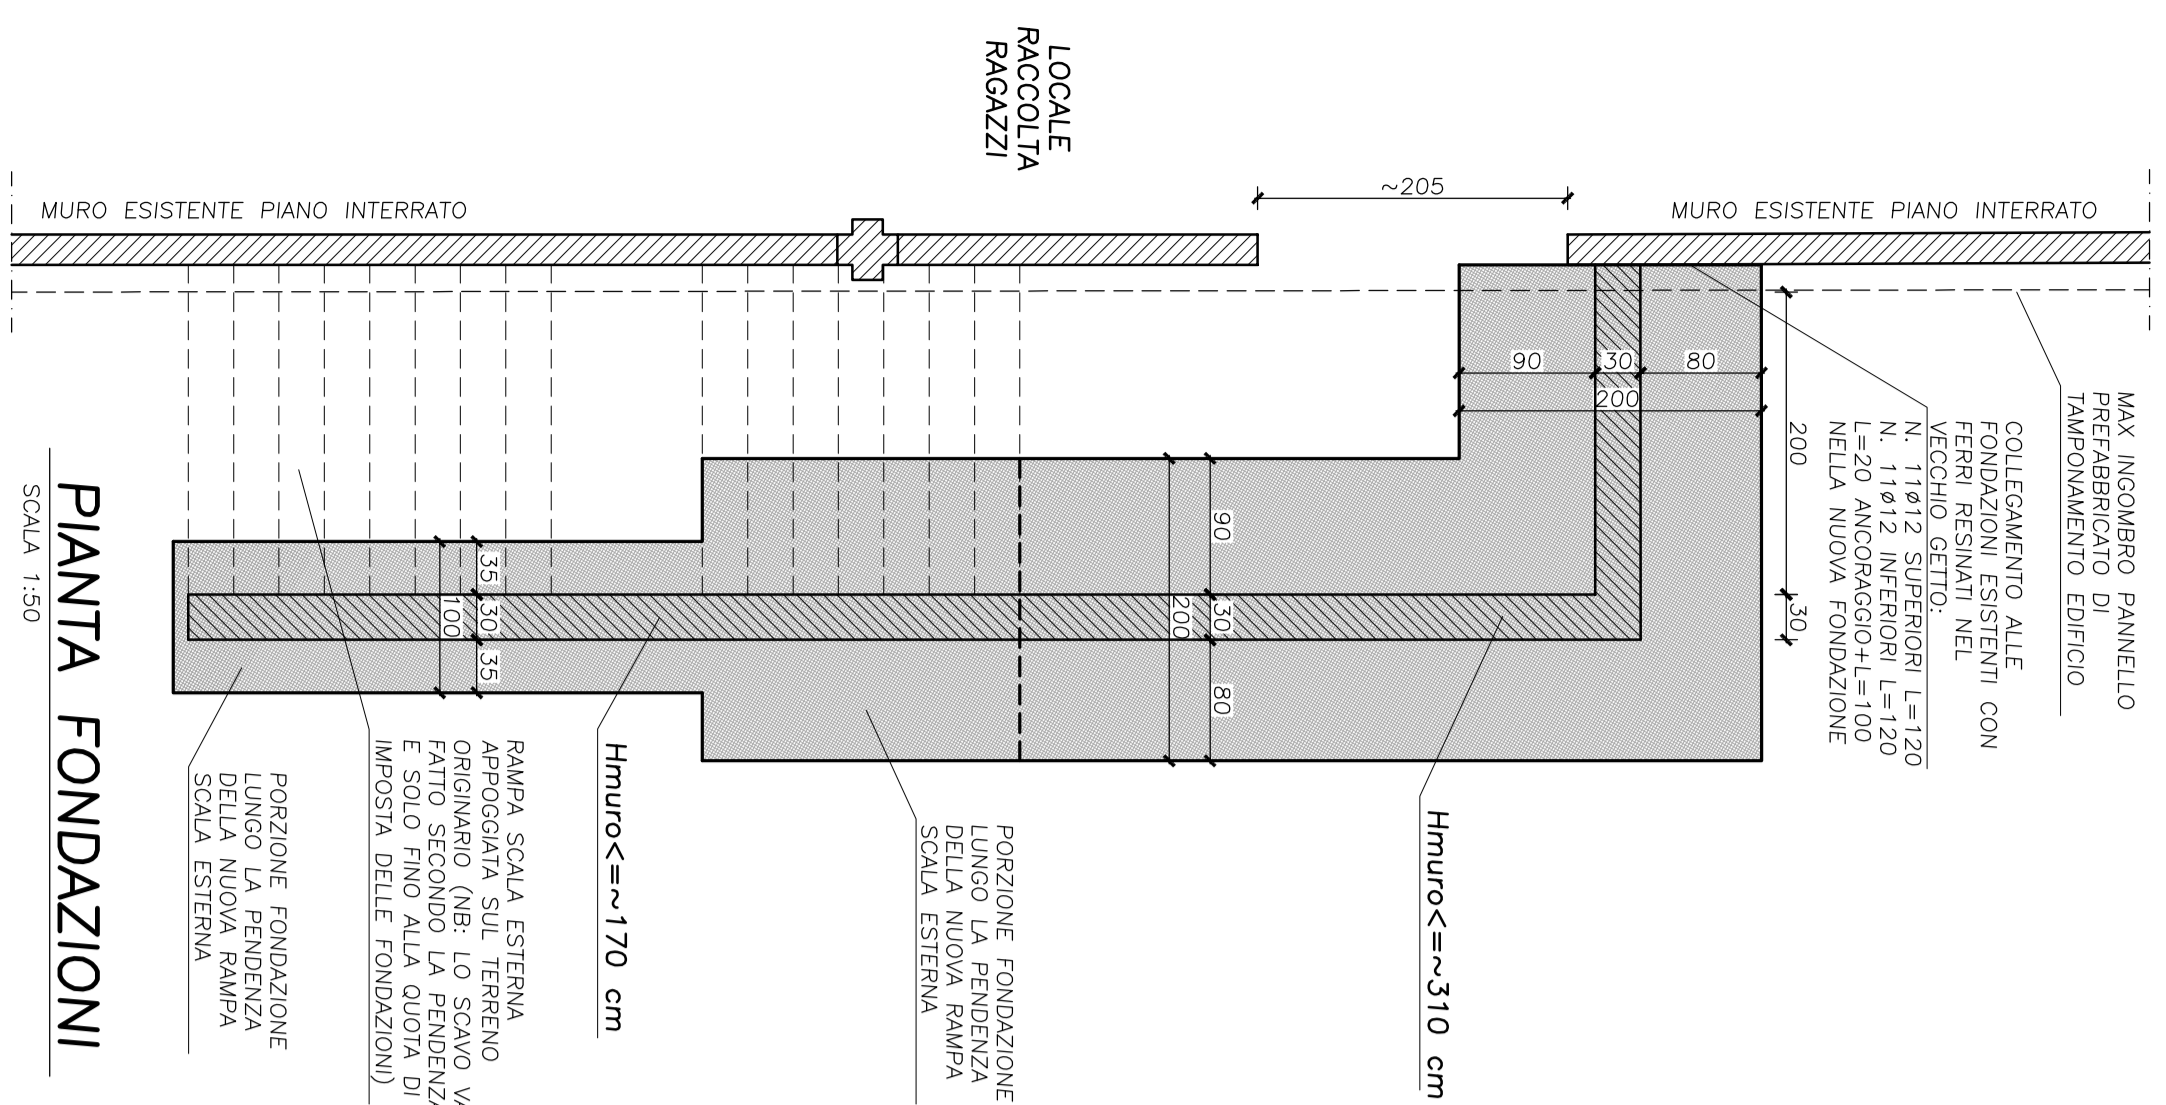 LOCALE
RACCOLTA
RAGAZZI
MURO ESISTENTE PIANO INTERRATO
~205
MURO ESISTENTE PIANO INTERRATO
90
30
80
200
200
30
MAX INGOMBRO PANNELLO
PREFABBRICATO DI
TAMPONAMENTO EDIFICIO
COLLEGAMENTO ALLE
FONDAZIONI ESISTENTI CON
FERRI RESINATI NEL
VECCHIO GETTO:
N. 11ø12 SUPERIORI L=120
N. 11ø12 INFERIORI L=120
L=20 ANCORAGGIO+L=100
NELLA NUOVA FONDAZIONE
90
30
80
200
35
30
35
100
Hmuro<=~310 cm
PORZIONE FONDAZIONE
LUNGO LA PENDENZA
DELLA NUOVA RAMPA
SCALA ESTERNA
Hmuro<=~170 cm
RAMPA SCALA ESTERNA
APPOGGIATA SUL TERRENO
ORIGINARIO (NB: LO SCAVO VA
FATTO SECONDO LA PENDENZA
E SOLO FINO ALLA QUOTA DI
IMPOSTA DELLE FONDAZIONI)
PORZIONE FONDAZIONE
LUNGO LA PENDENZA
DELLA NUOVA RAMPA
SCALA ESTERNA
PIANTA FONDAZIONI
SCALA 1:50